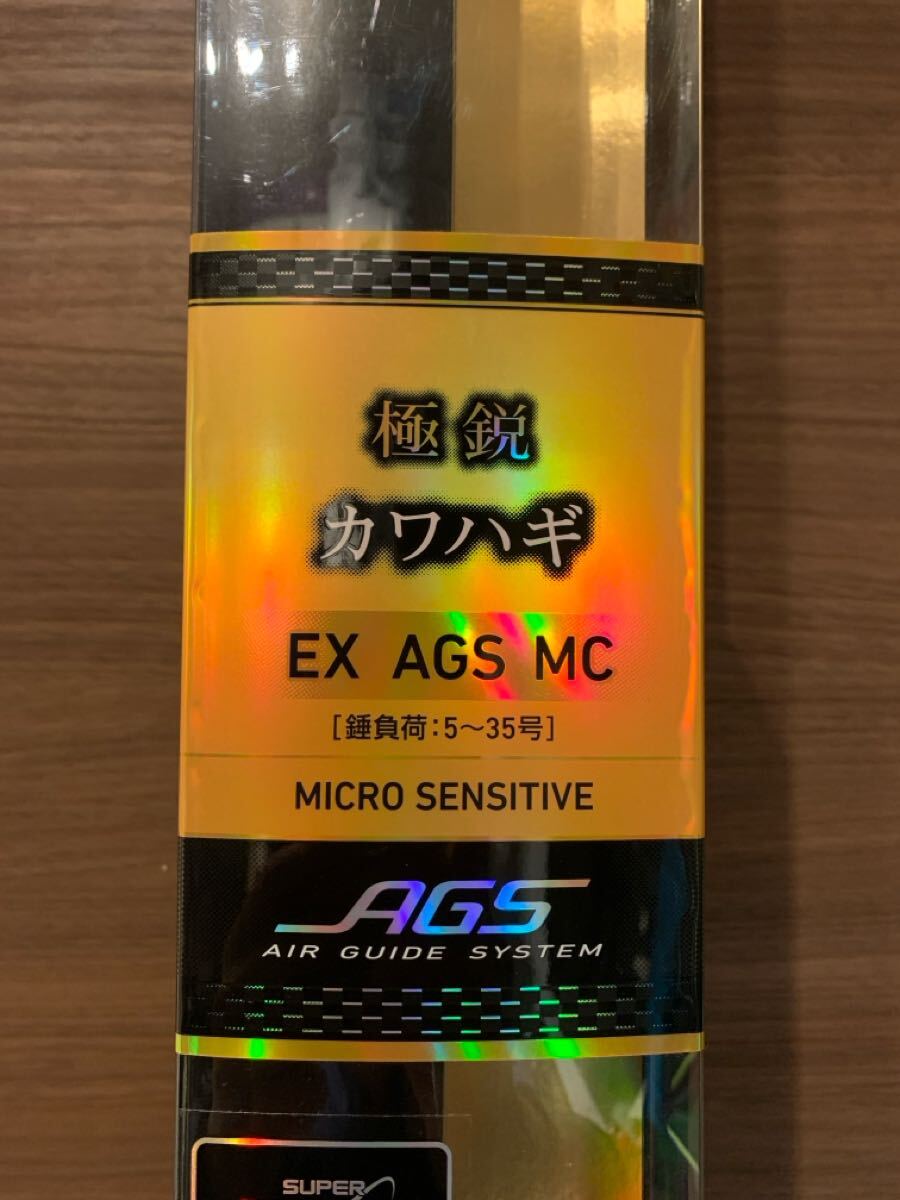 極鋭
カワハギ
EX AGS MC
[錘負荷:5～35号]
MICRO SENSITIVE
AGS
AIR GUIDE SYSTEM
SUPER